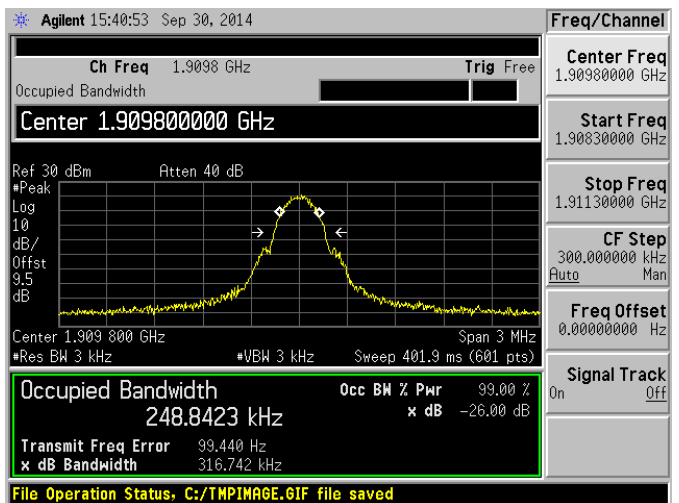 Agilent 15:40:53 Sep 30, 2014
Freq/Channel
Ch Freq 1.9098 GHz Trig Free
Occupied Bandwidth
Center 1.909800000 GHz
Ref 30 dBm Atten 40 dB
#Peak
Log
10
dB/
Offst
9.5
dB
Center 1.909 800 GHz Span 3 MHz
#Res BW 3 kHz #VBW 3 kHz Sweep 401.9 ms (601 pts)
Occupied Bandwidth Occ BW % Pwr 99.00 %
248.8423 kHz x dB -26.00 dB
Transmit Freq Error 99.440 Hz
x dB Bandwidth 316.742 kHz
File Operation Status, C:/TMPIMAGE.GIF file saved
Center Freq
1.90980000 GHz
Start Freq
1.90830000 GHz
Stop Freq
1.91130000 GHz
CF Step
300.000000 kHz
Auto Man
Freq Offset
0.00000000 Hz
Signal Track
On Off